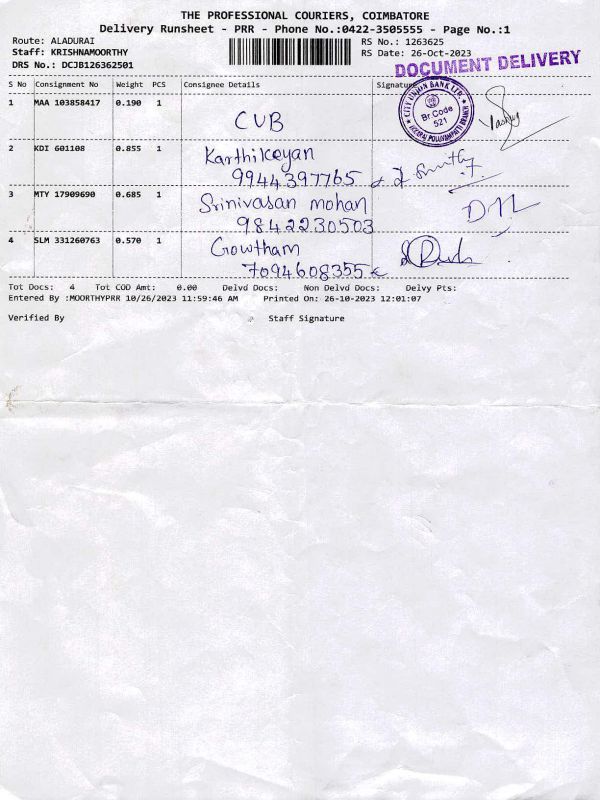 THE PROFESSIONAL COURIERS, COIMBATORE
Delivery Runsheet - PRR - Phone No.:0422-3505555 - Page No.:1
Route: ALADURAI RS No.: 1263625
Staff: KRISHNAMOORTHY RS Date: 26-Oct-2023
DRS No.: DCJB126362501
DOCUMENT DELIVERY
S No Consignment No Weight PCS Consignee Details Signature
1 MAA 103858417 0.190 1
CUB
CITY UNION BANK LTD.
Br.Code
521
2 KDI 601108 0.855 1 Karthikeyan
9944397765
3 MTY 17909690 0.685 1 Srinivasan mohan
9842230503
4 SLM 331260763 0.570 1 Gowtham
7094608355
Tot Docs: 4 Tot COD Amt: 0.00 Delvd Docs: Non Delvd Docs: Delvy Pts:
Entered By :MOORTHYPRR 10/26/2023 11:59:46 AM Printed On: 26-10-2023 12:01:07
Verified By Staff Signature